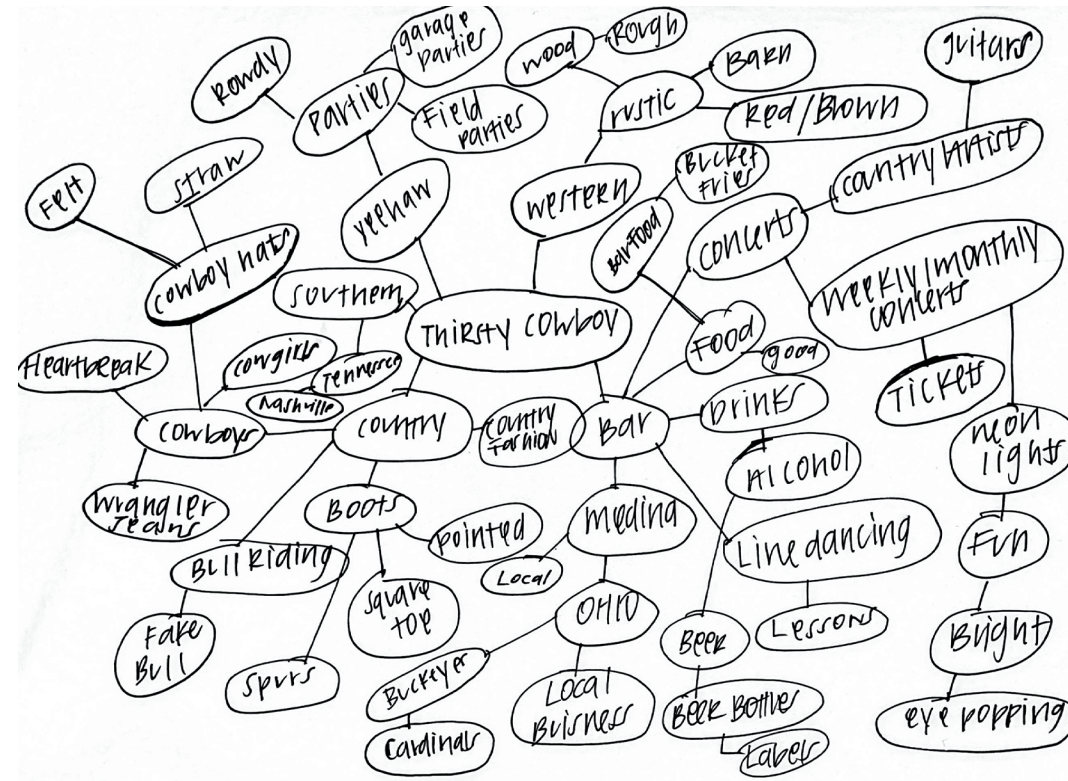 guitars
garage
parties
Rough
wood
Barn
Rowdy
Parties
Field
parties
rustic
Red/Brown
Bucket
Fries
country Artists
straw
Felt
yeehaw
western
Bar Food
concerts
cowboy hats
weekly/monthly
concerts
southern
Thirsty Cowboy
Food
good
cowgirls
Tennessee
Heartbreak
Nashville
Tickets
Drinks
cowboys
country
country
fashion
Bar
neon
lights
Alcohol
wrangler
Jeans
Boots
pointed
medina
Line dancing
Fun
Bull Riding
Local
square
toe
OHIO
Lessons
Fake
Bull
Beer
Bright
spurs
Buckeyes
Local
Buisness
Beer Bottles
eye popping
Cardinals
Labels